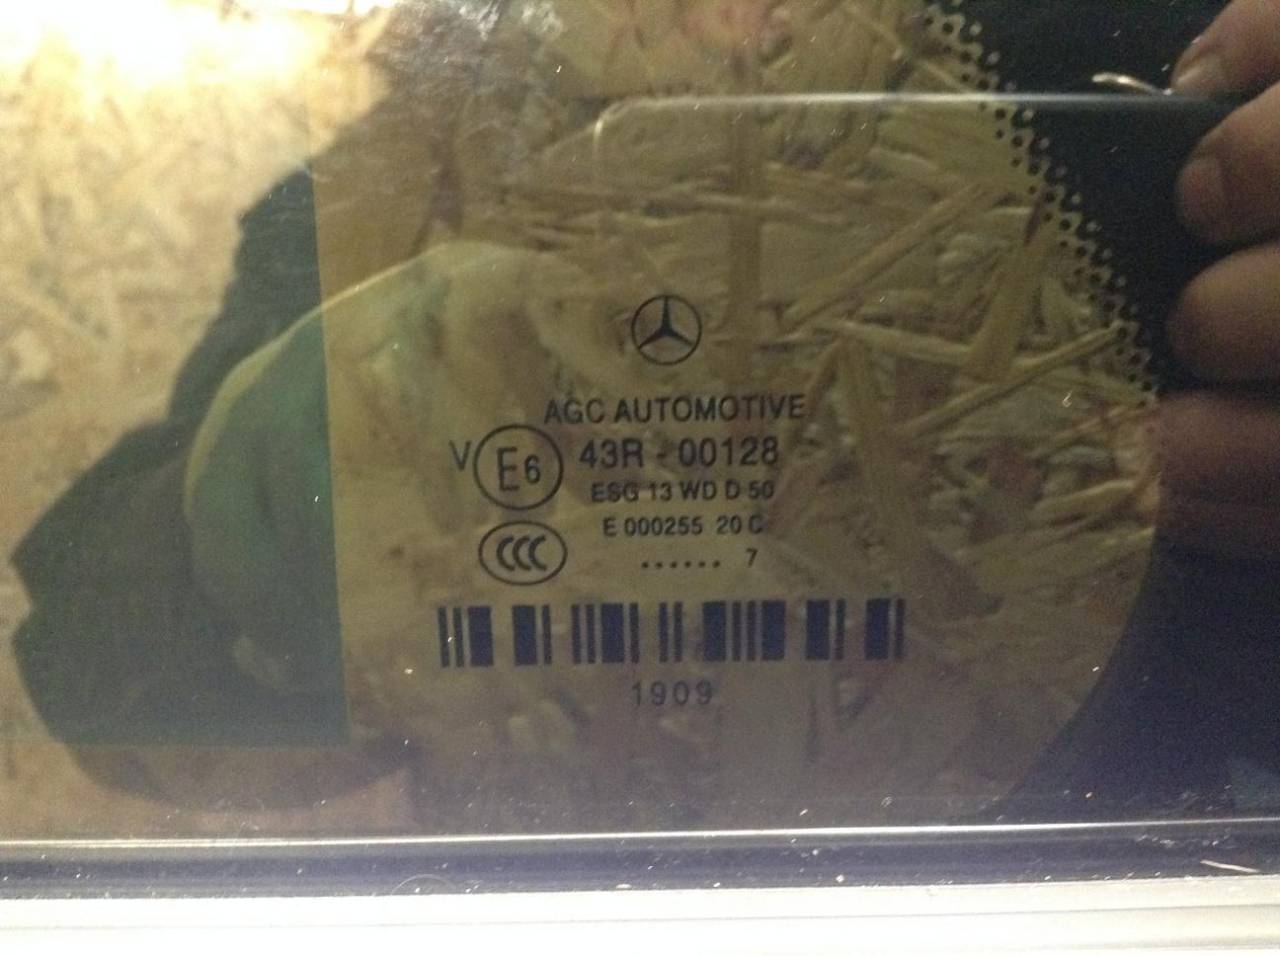 AGC AUTOMOTIVE
V E6 43R - 00128
ESG 13 WD D 50
E 000255 20 C
CCC
...... 7
1909